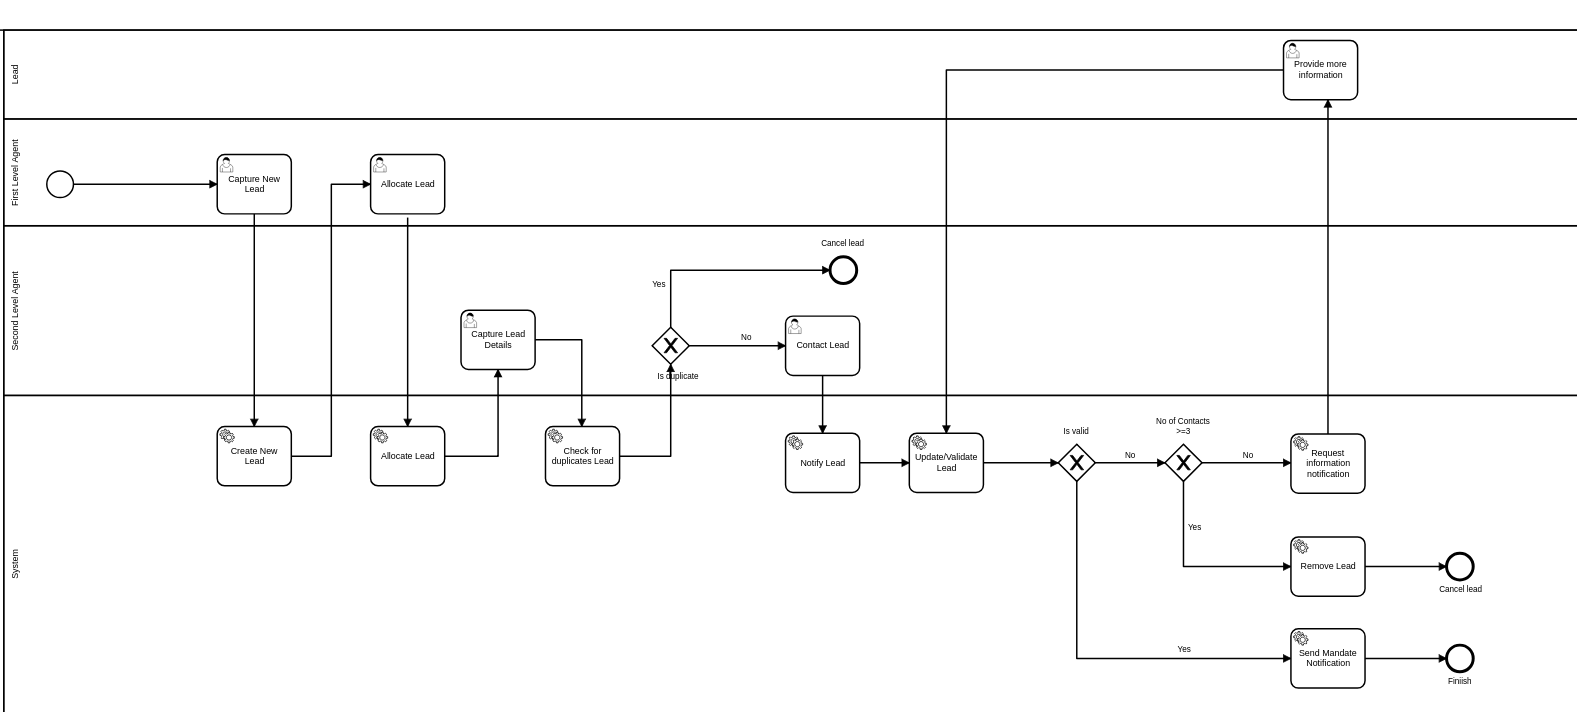 Lead
Provide more
information
First Level Agent
Capture New
Lead
Allocate Lead
Second Level Agent
Cancel lead
Yes
Capture Lead
Details
No
Contact Lead
Is duplicate
System
Create New
Lead
Allocate Lead
Check for
duplicates Lead
Notify Lead
Update/Validate
Lead
Is valid
No
No of Contacts
>=3
No
Request
information
notification
Yes
Remove Lead
Cancel lead
Yes
Send Mandate
Notification
Finiish